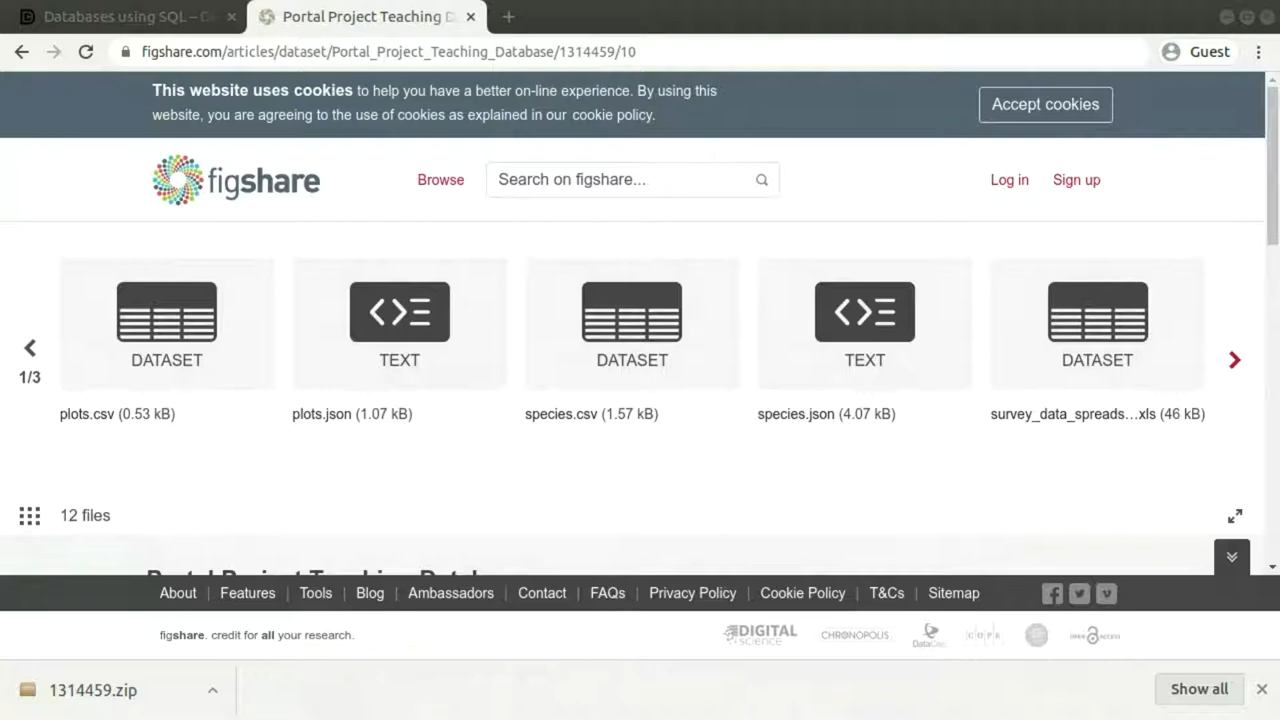 Databases using SQL – D
Portal Project Teaching D
figshare.com/articles/dataset/Portal_Project_Teaching_Database/1314459/10
Guest
This website uses cookies to help you have a better on-line experience. By using this
website, you are agreeing to the use of cookies as explained in our cookie policy.
Accept cookies
figshare
Browse
Search on figshare...
Log in
Sign up
DATASET
TEXT
DATASET
TEXT
DATASET
1/3
plots.csv (0.53 kB)
plots.json (1.07 kB)
species.csv (1.57 kB)
species.json (4.07 kB)
survey_data_spreads...xls (46 kB)
12 files
Portal Project Teaching Datab
About | Features | Tools | Blog | Ambassadors | Contact | FAQs | Privacy Policy | Cookie Policy | T&Cs | Sitemap
figshare. credit for all your research.
DIGITAL
science
CHRONOPOLIS
COPE
1314459.zip
Show all